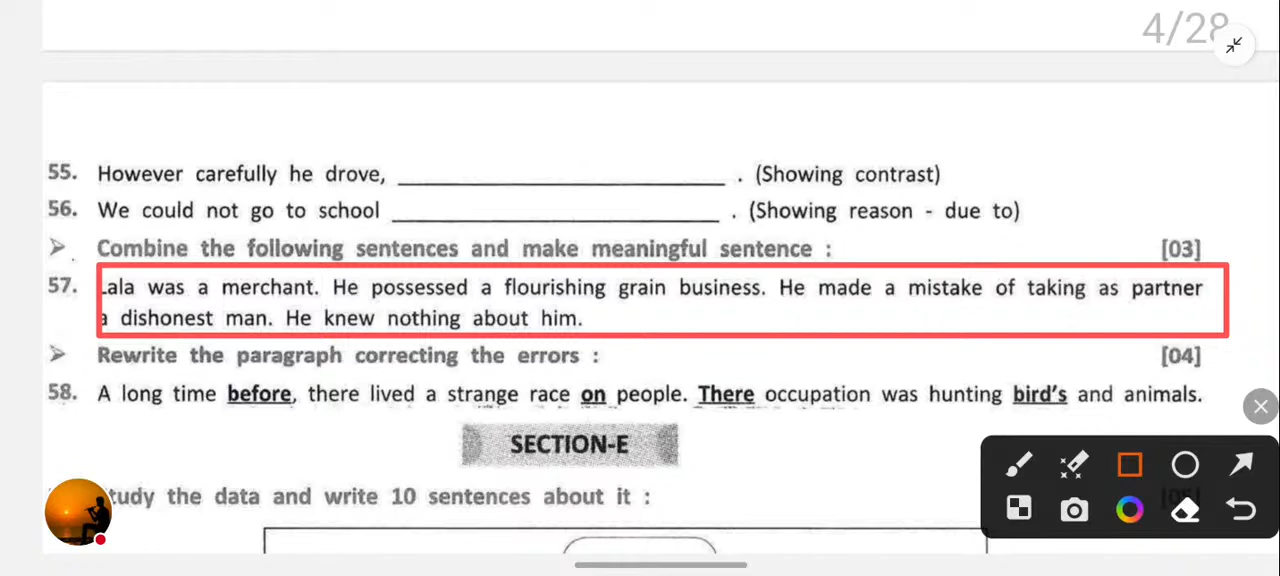 4/28
55. However carefully he drove, ____________________ . (Showing contrast)
56. We could not go to school ____________________ . (Showing reason - due to)
Combine the following sentences and make meaningful sentence : [03]
57. Lala was a merchant. He possessed a flourishing grain business. He made a mistake of taking as partner
a dishonest man. He knew nothing about him.
Rewrite the paragraph correcting the errors : [04]
58. A long time before, there lived a strange race on people. There occupation was hunting bird's and animals.
SECTION-E
tudy the data and write 10 sentences about it :